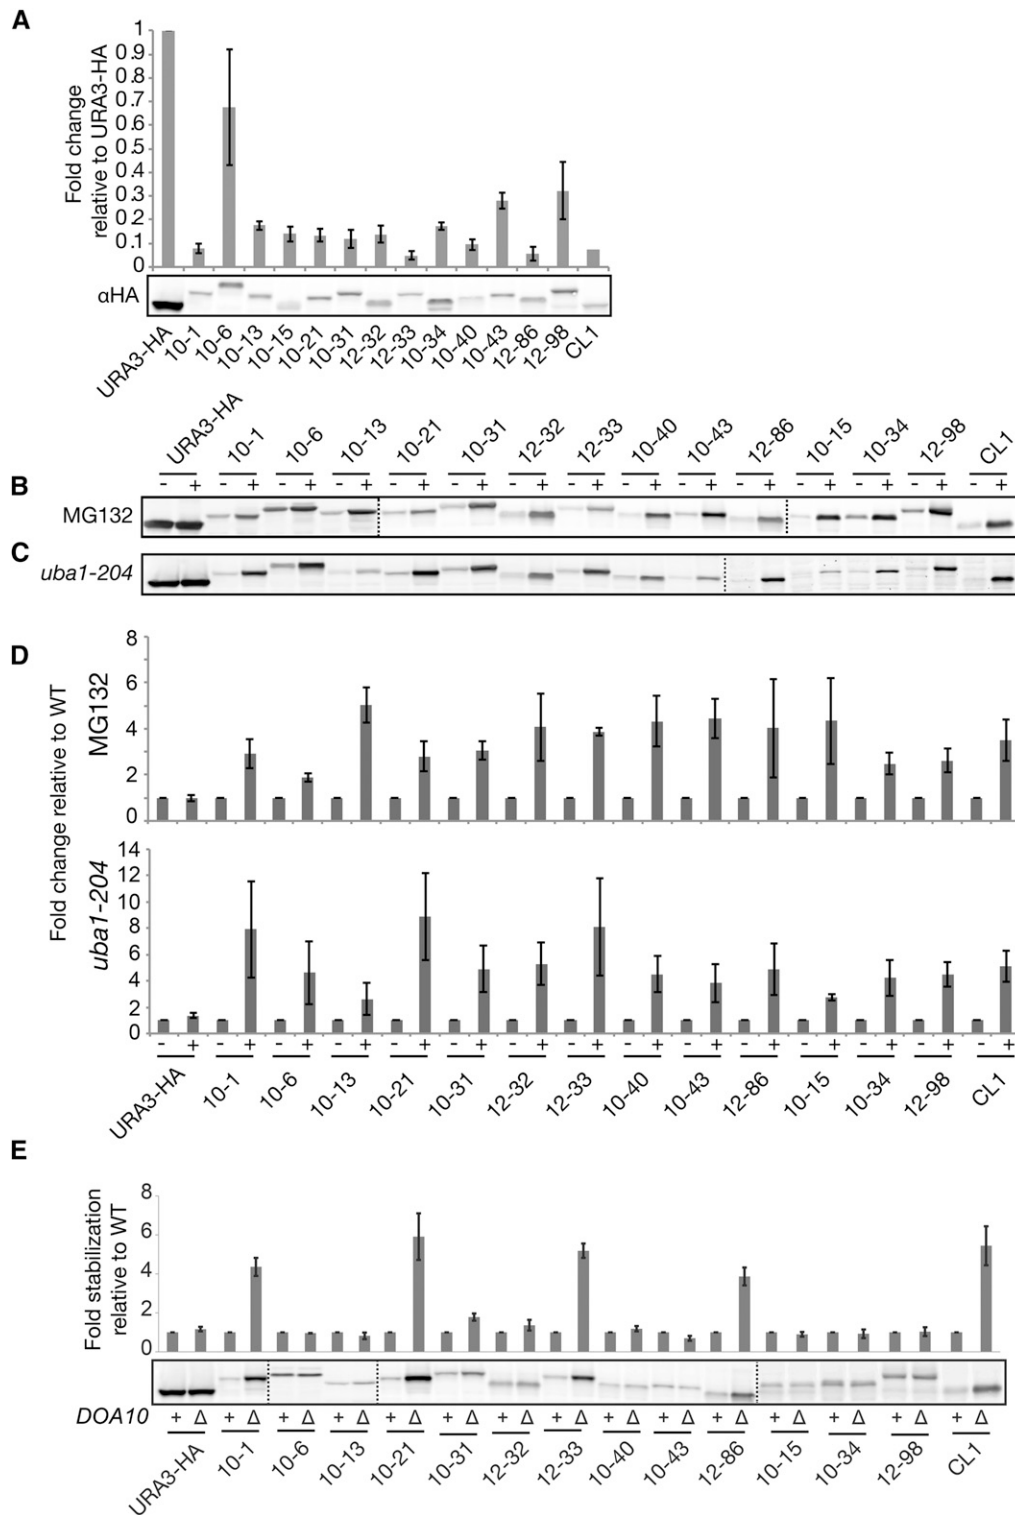 A
Fold change
relative to URA3-HA
1
0.9
0.8
0.7
0.6
0.5
0.4
0.3
0.2
0.1
0
αHA
URA3-HA 10-1 10-6 10-13 10-15 10-21 10-31 12-32 12-33 10-34 10-40 10-43 12-86 12-98 CL1
URA3-HA 10-1 10-6 10-13 10-21 10-31 12-32 12-33 10-40 10-43 12-86 10-15 10-34 12-98 CL1
- + - + - + - + - + - + - + - + - + - + - + - + - + - + - +
B
MG132
C
uba1-204
D
Fold change relative to WT
MG132
8
6
4
2
0
uba1-204
14
12
10
8
6
4
2
0
- + - + - + - + - + - + - + - + - + - + - + - + - + - + - +
URA3-HA 10-1 10-6 10-13 10-21 10-31 12-32 12-33 10-40 10-43 12-86 10-15 10-34 12-98 CL1
E
Fold stabilization
relative to WT
8
6
4
2
0
DOA10 + Δ + Δ + Δ + Δ + Δ + Δ + Δ + Δ + Δ + Δ + Δ + Δ + Δ + Δ + Δ
URA3-HA 10-1 10-6 10-13 10-21 10-31 12-32 12-33 10-40 10-43 12-86 10-15 10-34 12-98 CL1